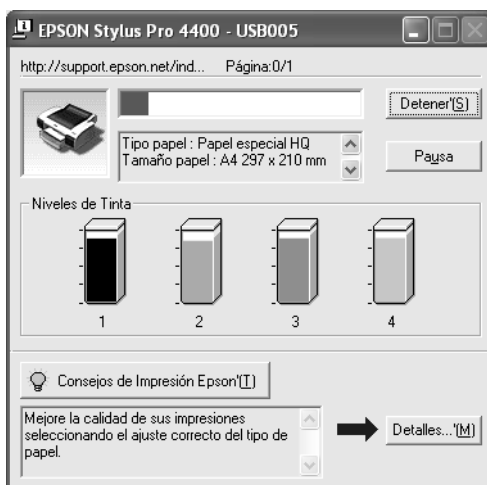 EPSON Stylus Pro 4400 - USB005
http://support.epson.net/ind... Página:0/1
Detener'(S)
Tipo papel : Papel especial HQ
Tamaño papel : A4 297 x 210 mm
Pausa
Niveles de Tinta
1 2 3 4
Consejos de Impresión Epson'(T)
Mejore la calidad de sus impresiones
seleccionando el ajuste correcto del tipo de
papel.
Detalles...'(M)